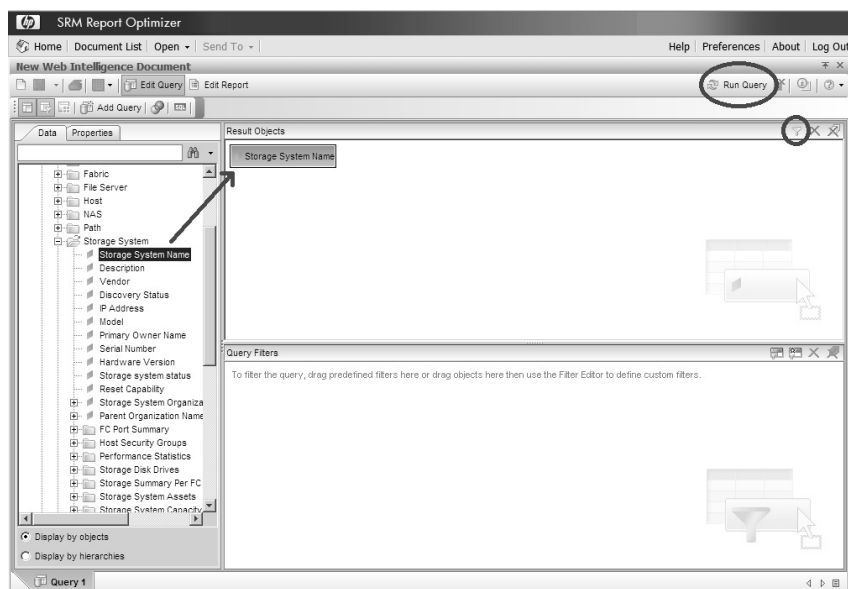 hp SRM Report Optimizer
Home | Document List | Open | Send To | Help | Preferences | About | Log Out
New Web Intelligence Document
Edit Query Edit Report Run Query
Add Query
Data Properties
Result Objects
Storage System Name
Fabric
File Server
Host
NAS
Path
Storage System
Storage System Name
Description
Vendor
Discovery Status
IP Address
Model
Primary Owner Name
Serial Number
Hardware Version
Storage system status
Reset Capability
Storage System Organiza
Parent Organization Name
FC Port Summary
Host Security Groups
Performance Statistics
Storage Disk Drives
Storage Summary Per FC
Storage System Assets
Storage System Capacity
Query Filters
To filter the query, drag predefined filters here or drag objects here then use the Filter Editor to define custom filters.
Display by objects
Display by hierarchies
Query 1